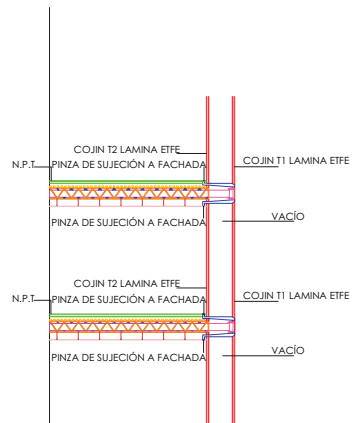 COJIN T2 LAMINA ETFE
N.P.T. PINZA DE SUJECIÓN A FACHADA COJIN T1 LAMINA ETFE
PINZA DE SUJECIÓN A FACHADA VACÍO
COJIN T2 LAMINA ETFE
N.P.T. PINZA DE SUJECIÓN A FACHADA COJIN T1 LAMINA ETFE
PINZA DE SUJECIÓN A FACHADA VACÍO